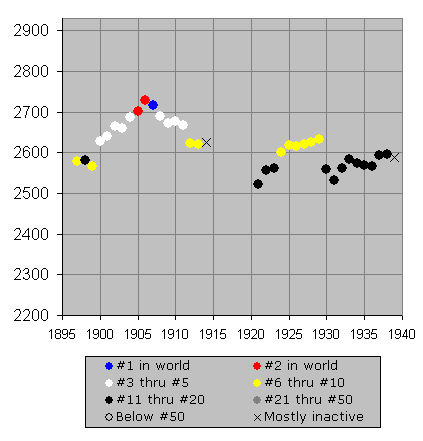 2900
2800
2700
2600
2500
2400
2300
2200
1895 1900 1905 1910 1915 1920 1925 1930 1935 1940
#1 in world #2 in world
#3 thru #5 #6 thru #10
#11 thru #20 #21 thru #50
Below #50 Mostly inactive